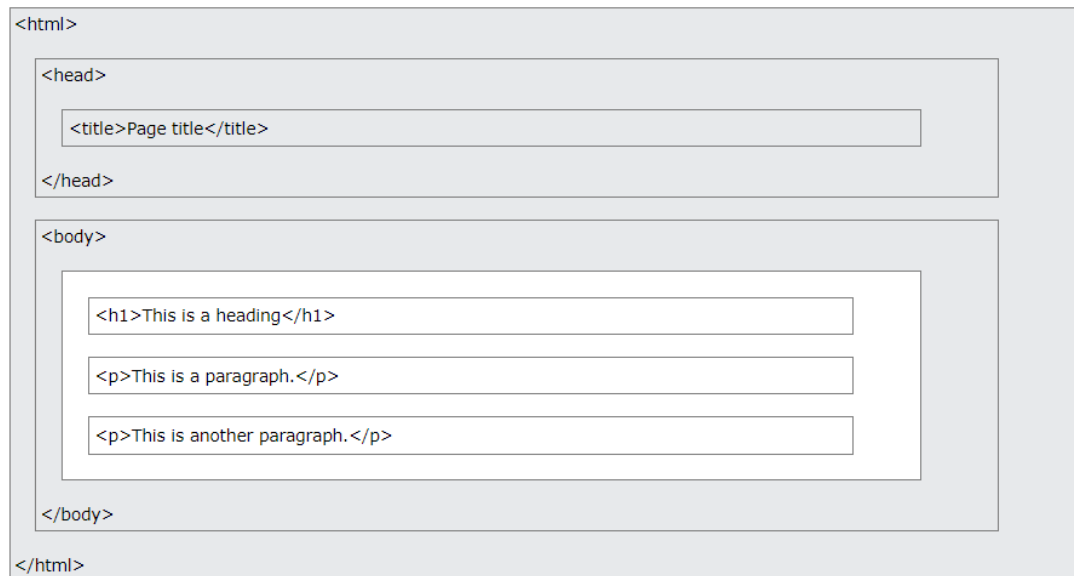 <html>
<head>
<title>Page title</title>
</head>
<body>
<h1>This is a heading</h1>
<p>This is a paragraph.</p>
<p>This is another paragraph.</p>
</body>
</html>